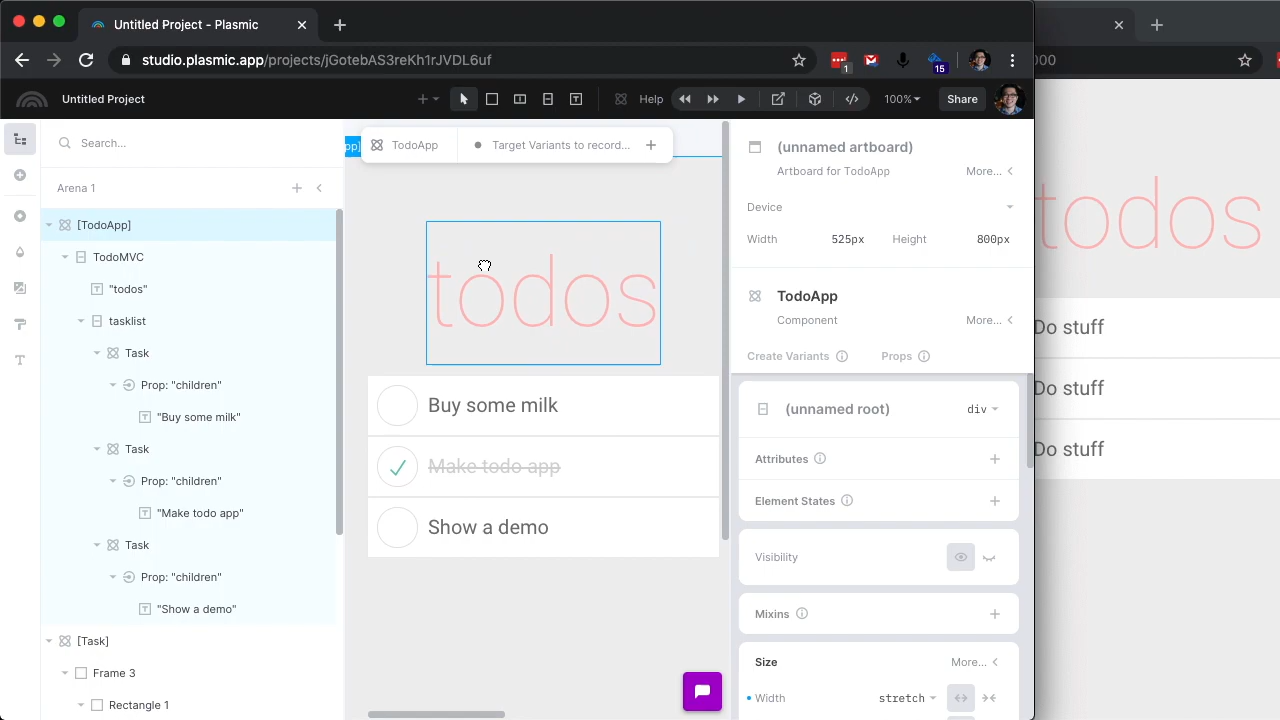 Untitled Project - Plasmic
studio.plasmic.app/projects/jGotebAS3reKh1rJVDL6uf
1
15
000
Untitled Project
Help
100%
Share
Search...
Arena 1
[TodoApp]
TodoMVC
"todos"
tasklist
Task
Prop: "children"
"Buy some milk"
Task
Prop: "children"
"Make todo app"
Task
Prop: "children"
"Show a demo"
[Task]
Frame 3
Rectangle 1
pp]
TodoApp
Target Variants to record...
todos
Buy some milk
Make todo app
Show a demo
(unnamed artboard)
Artboard for TodoApp
More...
Device
Width
525px
Height
800px
TodoApp
Component
More...
Create Variants
Props
(unnamed root)
div
Attributes
Element States
Visibility
Mixins
Size
More...
Width
stretch
todos
Do stuff
Do stuff
Do stuff